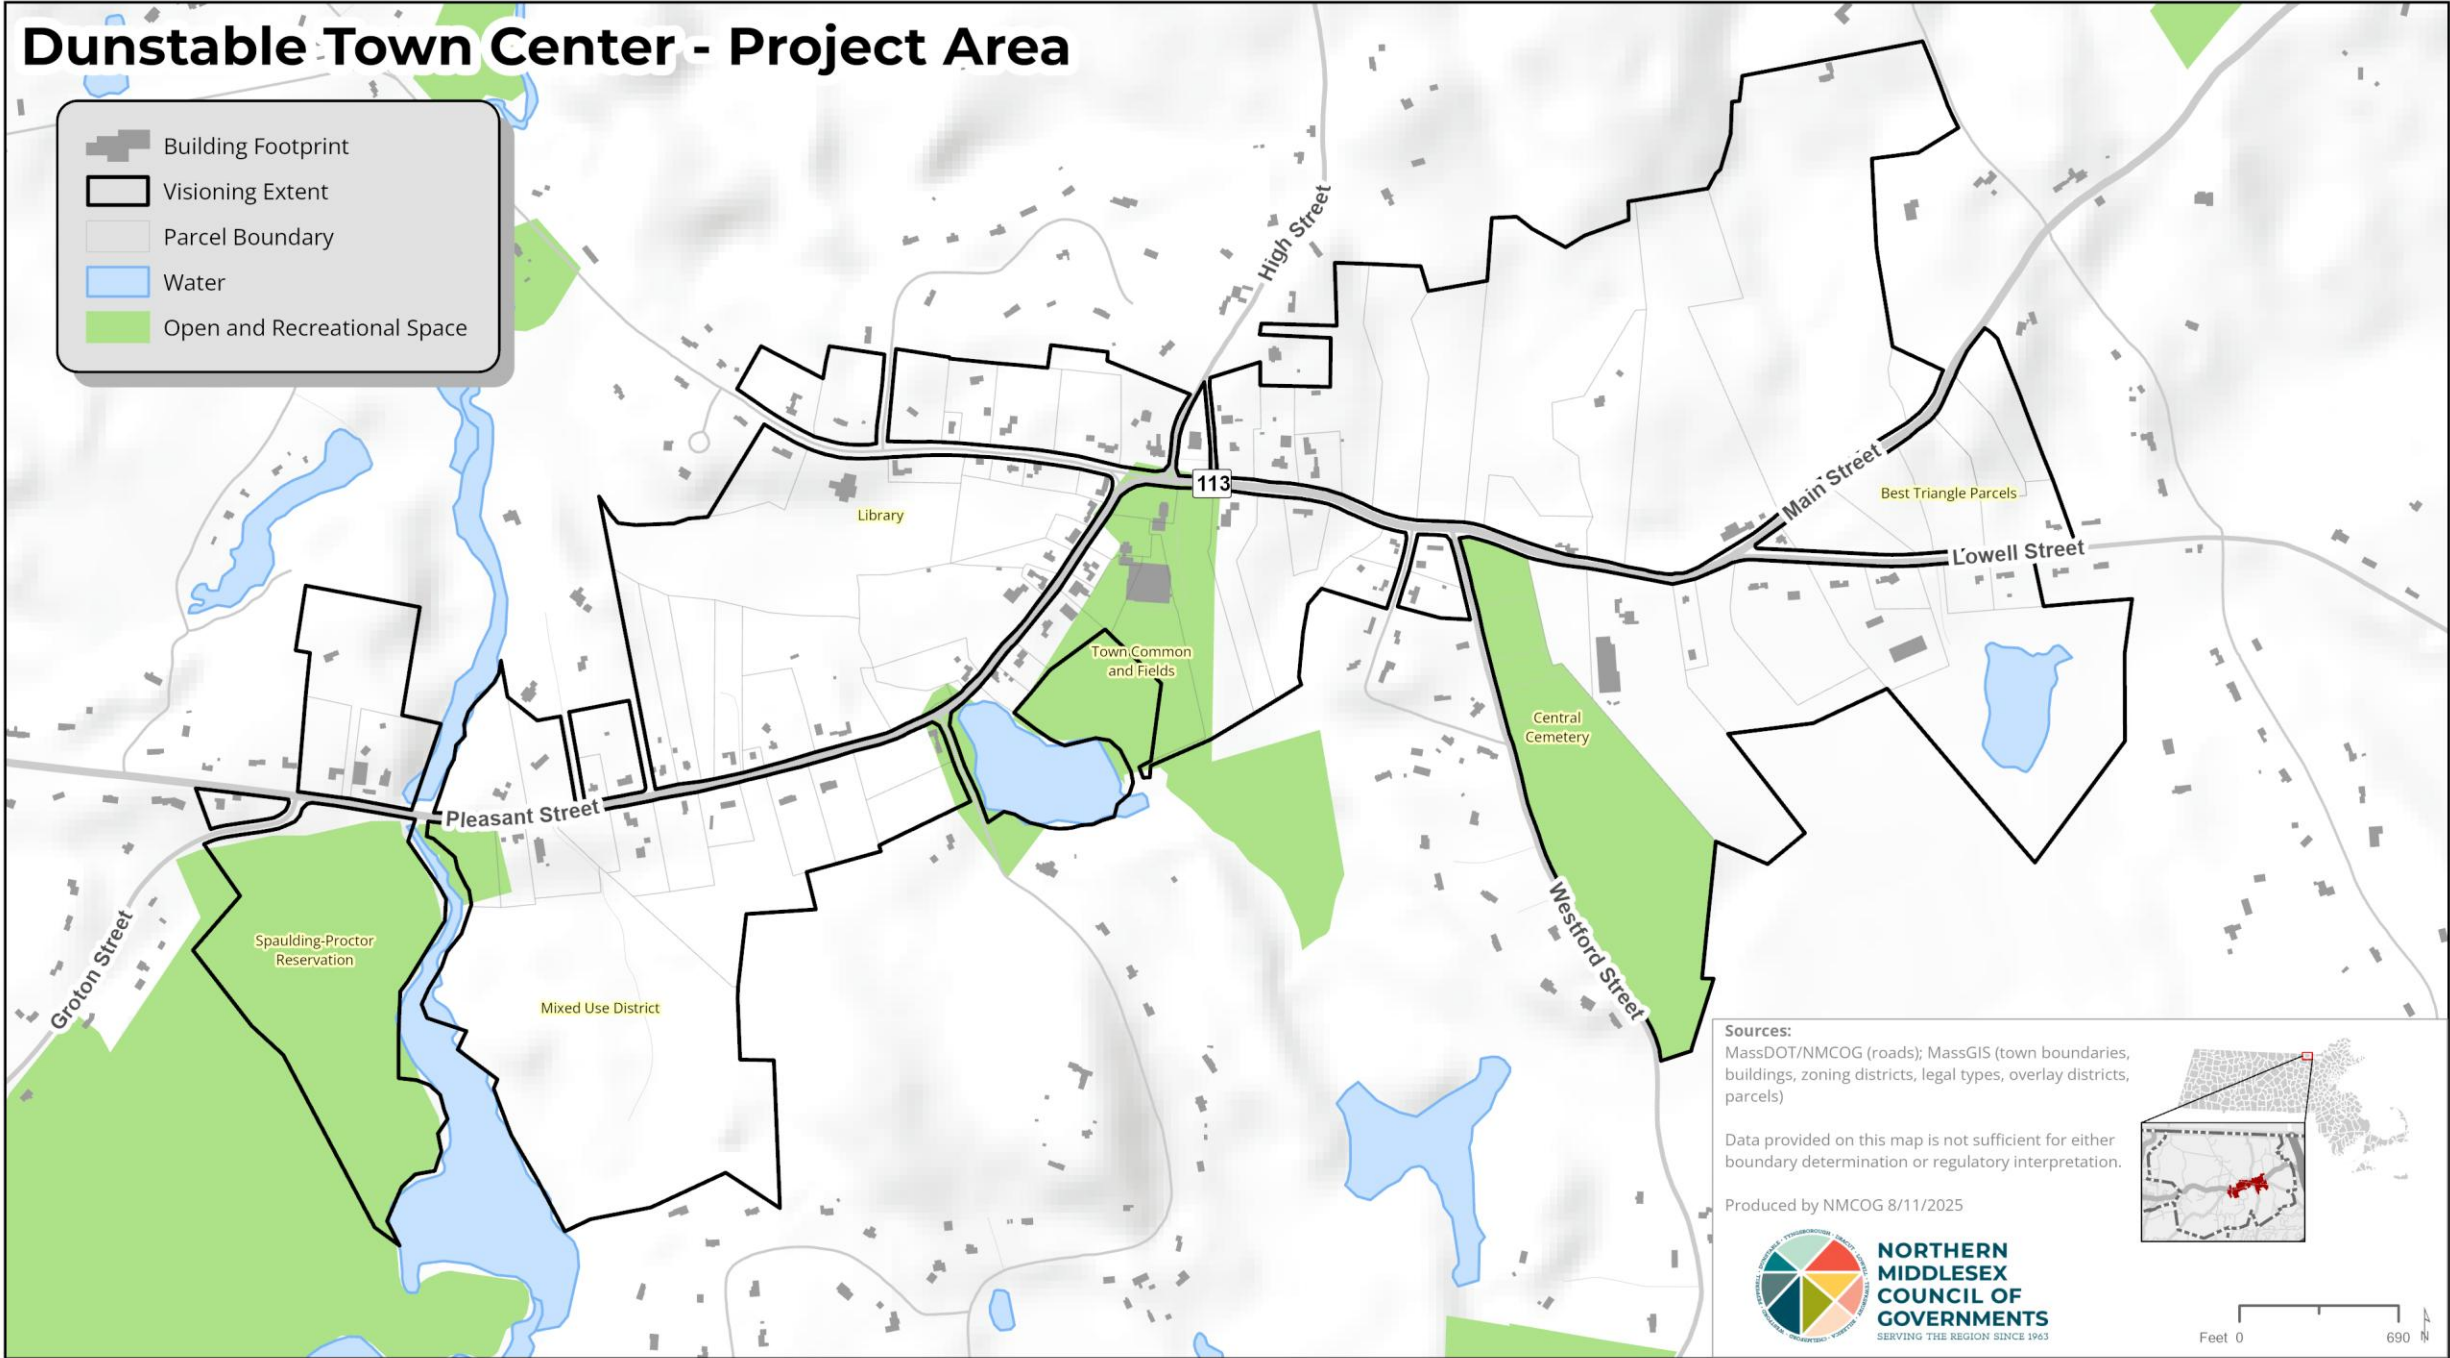 Dunstable Town Center - Project Area
Building Footprint
Visioning Extent
Parcel Boundary
Water
Open and Recreational Space
High Street
113
Main Street
Best Triangle Parcels
Library
Lowell Street
Town Common
and Fields
Central
Cemetery
Pleasant Street
Groton Street
Spaulding-Proctor
Reservation
Mixed Use District
Westford Street
Sources:
MassDOT/NMCOG (roads); MassGIS (town boundaries,
buildings, zoning districts, legal types, overlay districts,
parcels)
Data provided on this map is not sufficient for either
boundary determination or regulatory interpretation.
Produced by NMCOG 8/11/2025
NORTHERN
MIDDLESEX
COUNCIL OF
GOVERNMENTS
SERVING THE REGION SINCE 1963
Feet 0 690 N